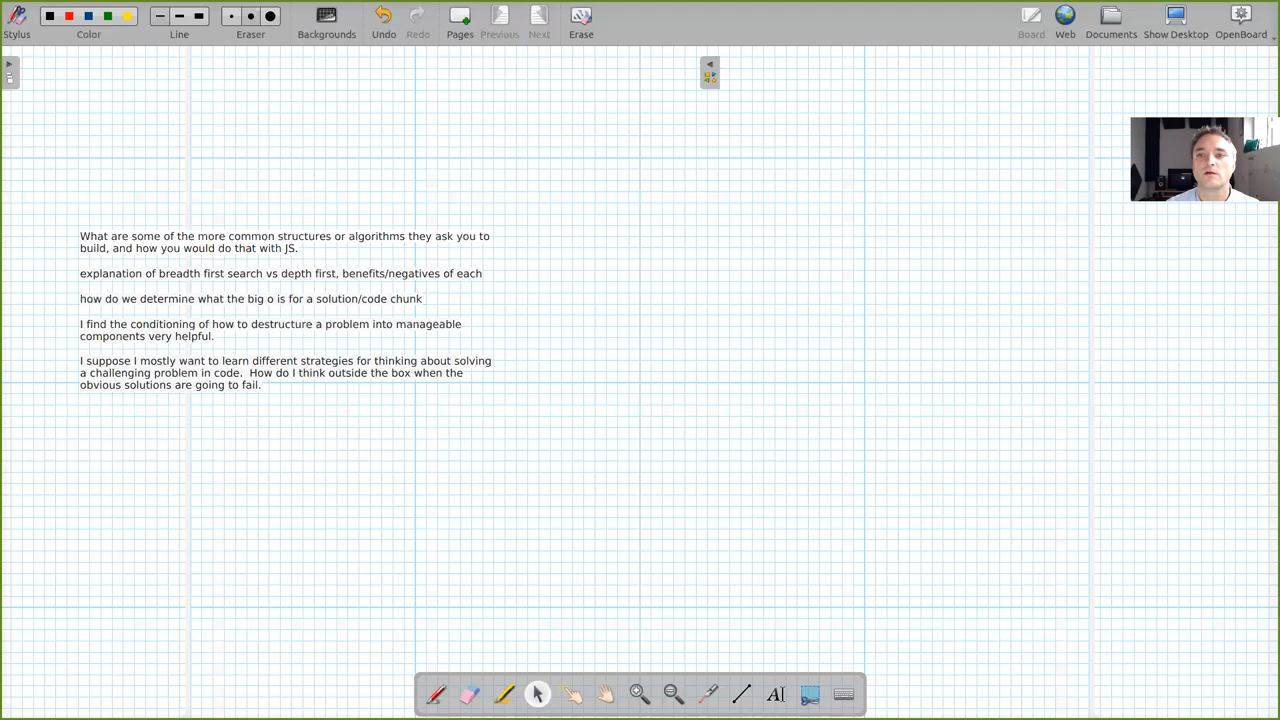 Stylus
Color
Line
Eraser
Backgrounds
Undo
Redo
Pages
Previous
Next
Erase
Board
Web
Documents
Show Desktop
OpenBoard
What are some of the more common structures or algorithms they ask you to
build, and how you would do that with JS.
explanation of breadth first search vs depth first, benefits/negatives of each
how do we determine what the big o is for a solution/code chunk
I find the conditioning of how to destructure a problem into manageable
components very helpful.
I suppose I mostly want to learn different strategies for thinking about solving
a challenging problem in code.  How do I think outside the box when the
obvious solutions are going to fail.
AI